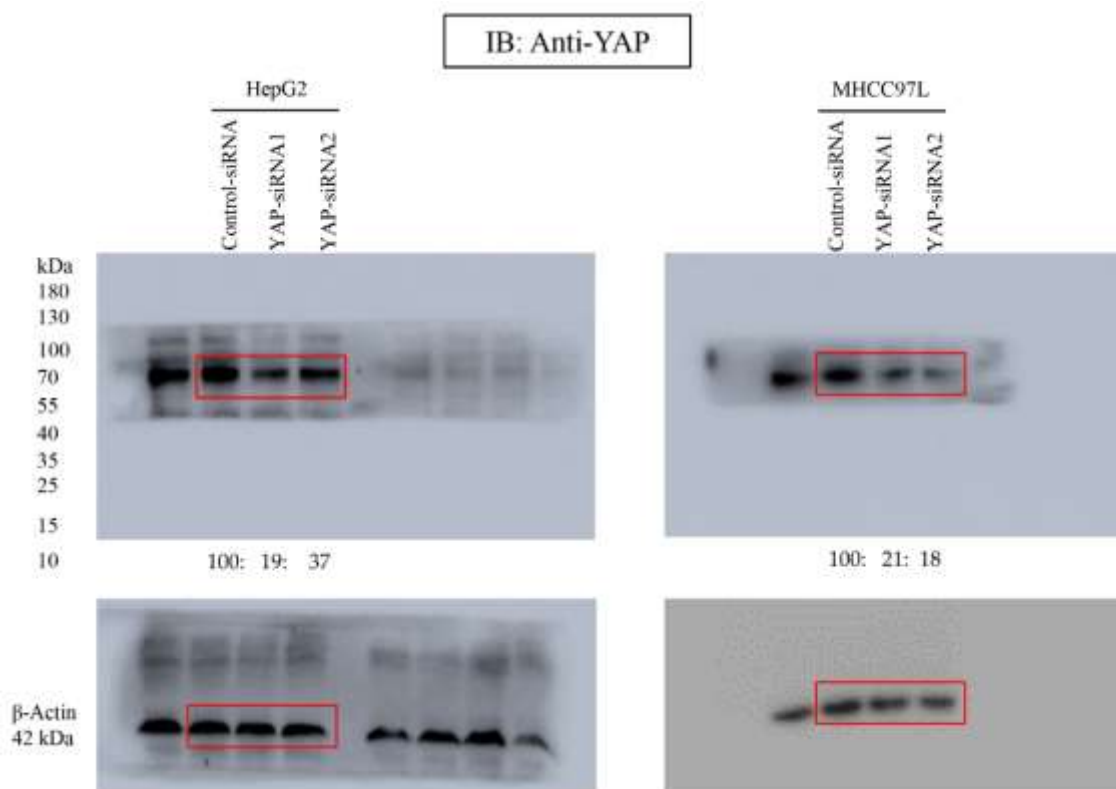 IB: Anti-YAP
HepG2
Control-siRNA
YAP-siRNA1
YAP-siRNA2
MHCC97L
Control-siRNA
YAP-siRNA1
YAP-siRNA2
kDa
180
130
100
70
55
40
35
25
15
10
100: 19: 37
100: 21: 18
β-Actin
42 kDa